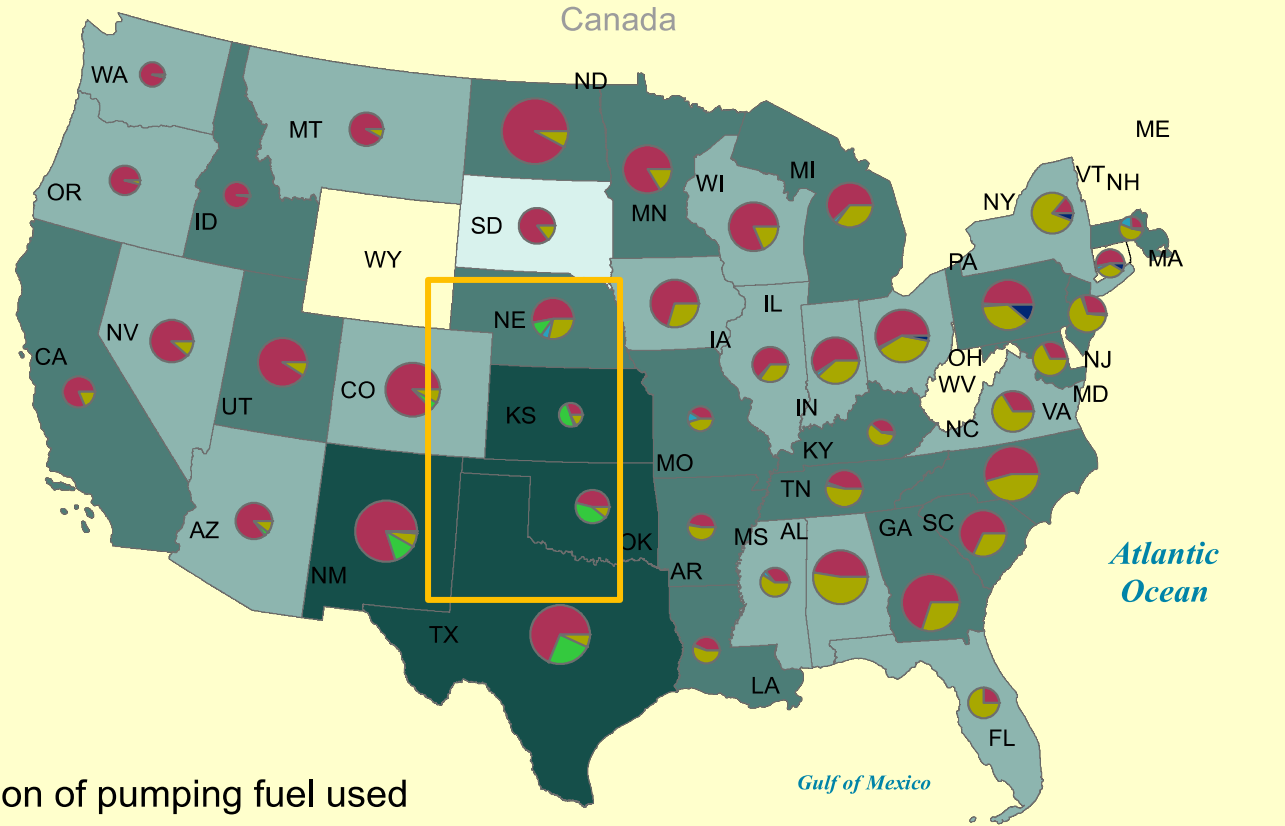 Canada
ND
WA
ME
MT
MI
VT
NH
WI
OR
NY
ID
MN
SD
WY
PA
MA
NE
IL
NV
IA
CA
OH
NJ
CO
WV
MD
UT
KS
IN
VA
NC
KY
MO
TN
AZ
MS
AL
GA
SC
OK
Atlantic
Ocean
AR
NM
TX
LA
FL
Gulf of Mexico
on of pumping fuel used